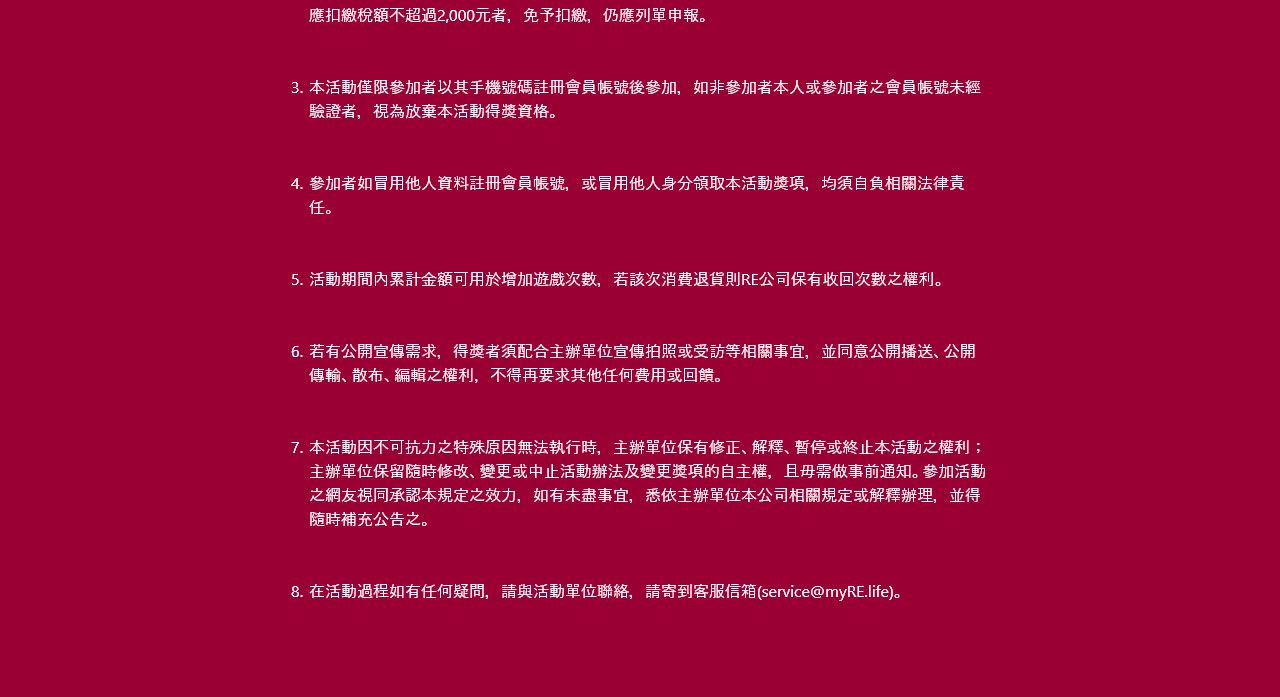 應扣繳稅額不超過2,000元者，免予扣繳，仍應列單申報。
3. 本活動僅限參加者以其手機號碼註冊會員帳號後參加，如非參加者本人或參加者之會員帳號未經
驗證者，視為放棄本活動得獎資格。
4. 參加者如冒用他人資料註冊會員帳號，或冒用他人身分領取本活動獎項，均須自負相關法律責
任。
5. 活動期間內累計金額可用於增加遊戲次數，若該次消費退貨則RE公司保有收回次數之權利。
6. 若有公開宣傳需求，得獎者須配合主辦單位宣傳拍照或受訪等相關事宜，並同意公開播送、公開
傳輸、散布、編輯之權利，不得再要求其他任何費用或回饋。
7. 本活動因不可抗力之特殊原因無法執行時，主辦單位保有修正、解釋、暫停或終止本活動之權利；
主辦單位保留隨時修改、變更或中止活動辦法及變更獎項的自主權，且毋需做事前通知。參加活動
之網友視同承認本規定之效力，如有未盡事宜，悉依主辦單位本公司相關規定或解釋辦理，並得
隨時補充公告之。
8. 在活動過程如有任何疑問，請與活動單位聯絡，請寄到客服信箱(service@myRE.life)。